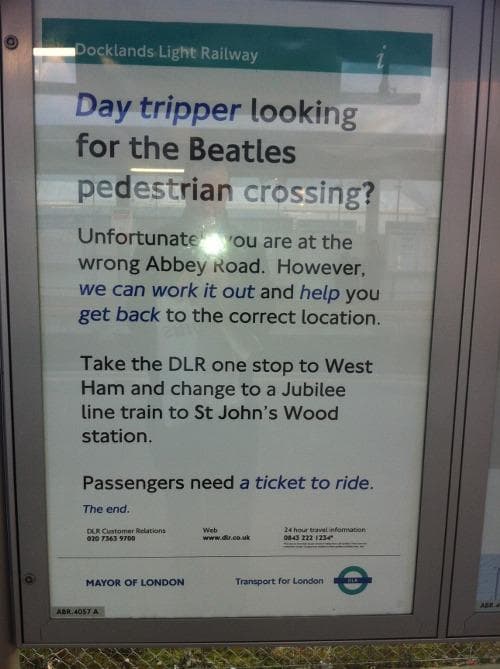 Docklands Light Railway
i
Day tripper looking
for the Beatles
pedestrian crossing?
Unfortunate you are at the
wrong Abbey Road. However,
we can work it out and help you
get back to the correct location.
Take the DLR one stop to West
Ham and change to a Jubilee
line train to St John's Wood
station.
Passengers need a ticket to ride.
The end.
DLR Customer Relations
020 7363 9700
Web
www.dlr.co.uk
24 hour travel information
0843 222 1234*
MAYOR OF LONDON
Transport for London
DLR
ABR.4057 A
ABR.4